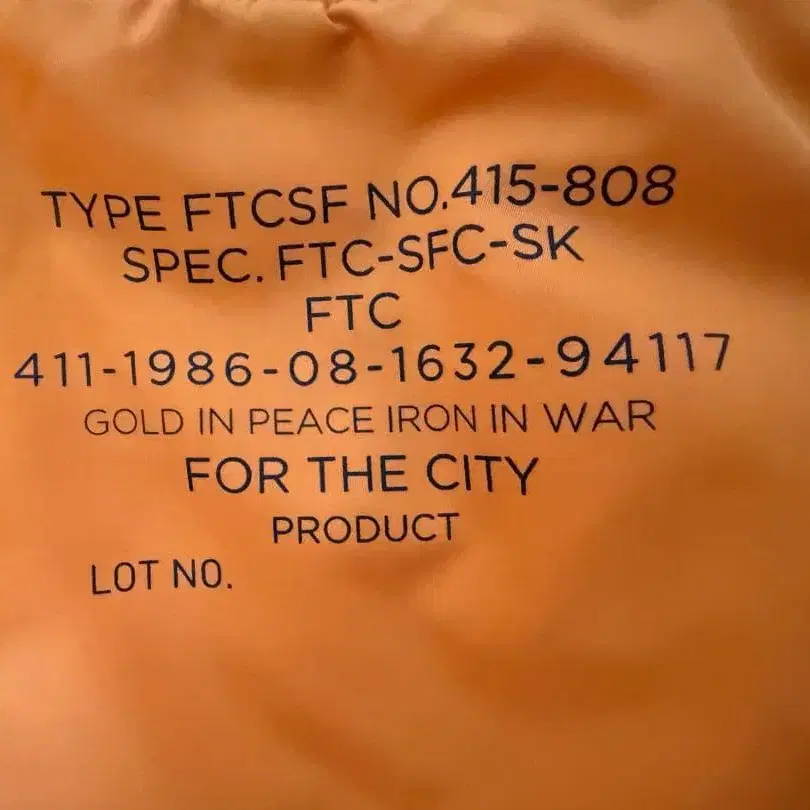 TYPE FTCSF NO.415-808
SPEC. FTC-SFC-SK
FTC
411-1986-08-1632-94117
GOLD IN PEACE IRON IN WAR
FOR THE CITY
PRODUCT
LOT NO.